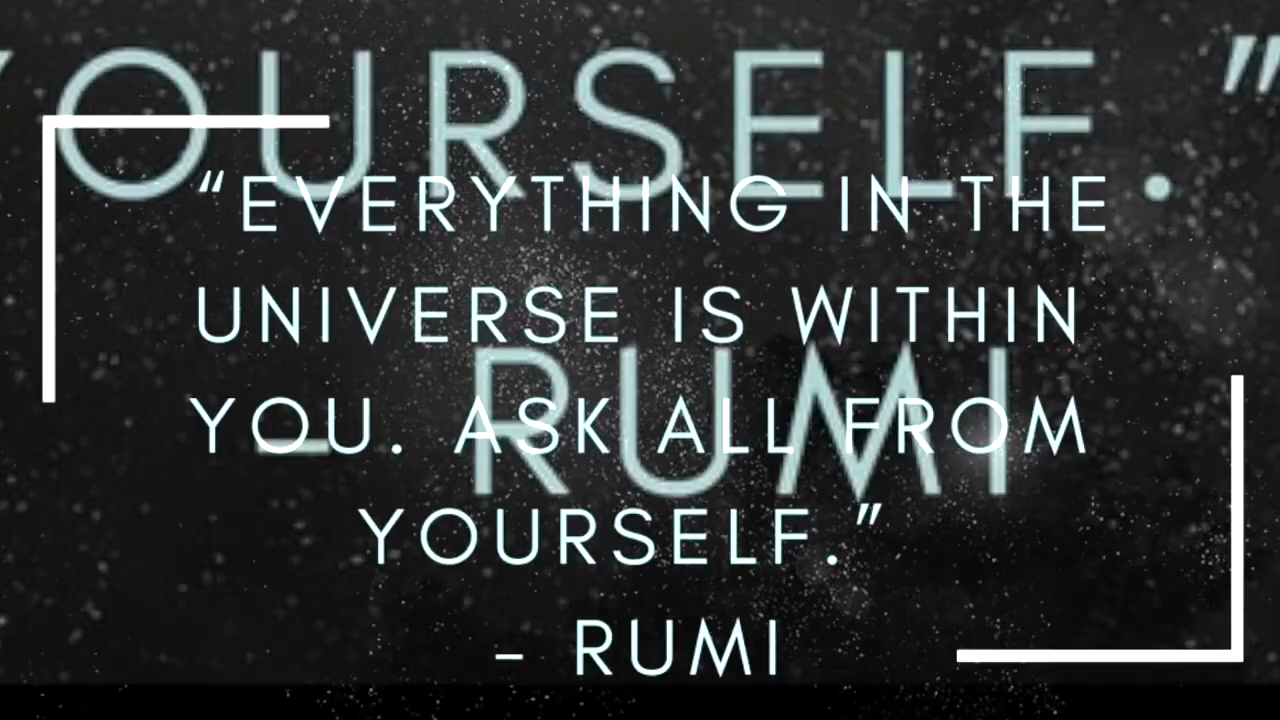 YOURSELF.”
“EVERYTHING IN THE
UNIVERSE IS WITHIN
YOU. ASK ALL FROM
YOURSELF.”
– RUMI
– RUMI